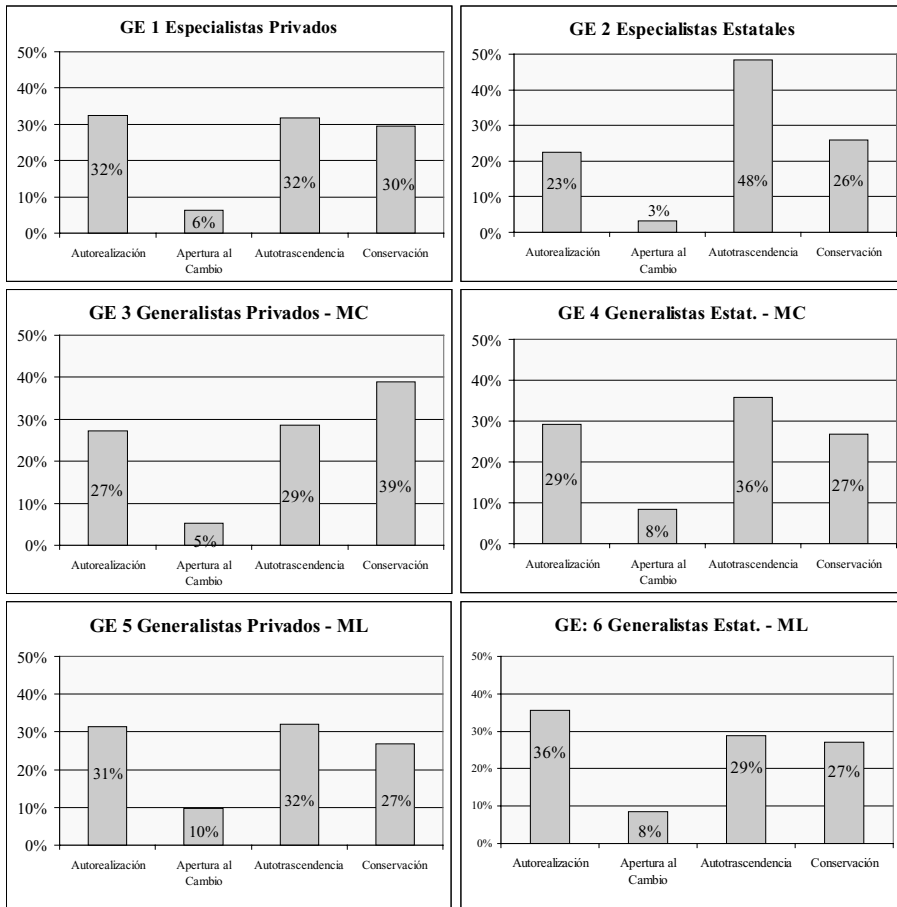 GE 1 Especialistas Privados
50%
40%
30%
20%
10%
0%
32%
6%
32%
30%
Autorealización
Apertura al
Cambio
Autotrascendencia
Conservación
GE 2 Especialistas Estatales
50%
40%
30%
20%
10%
0%
23%
3%
48%
26%
Autorealización
Apertura al
Cambio
Autotrascendencia
Conservación
GE 3 Generalistas Privados - MC
50%
40%
30%
20%
10%
0%
27%
5%
29%
39%
Autorealización
Apertura al
Cambio
Autotrascendencia
Conservación
GE 4 Generalistas Estat. - MC
50%
40%
30%
20%
10%
0%
29%
8%
36%
27%
Autorealización
Apertura al
Cambio
Autotrascendencia
Conservación
GE 5 Generalistas Privados - ML
50%
40%
30%
20%
10%
0%
31%
10%
32%
27%
Autorealización
Apertura al
Cambio
Autotrascendencia
Conservación
GE: 6 Generalistas Estat. - ML
50%
40%
30%
20%
10%
0%
36%
8%
29%
27%
Autorealización
Apertura al
Cambio
Autotrascendencia
Conservación